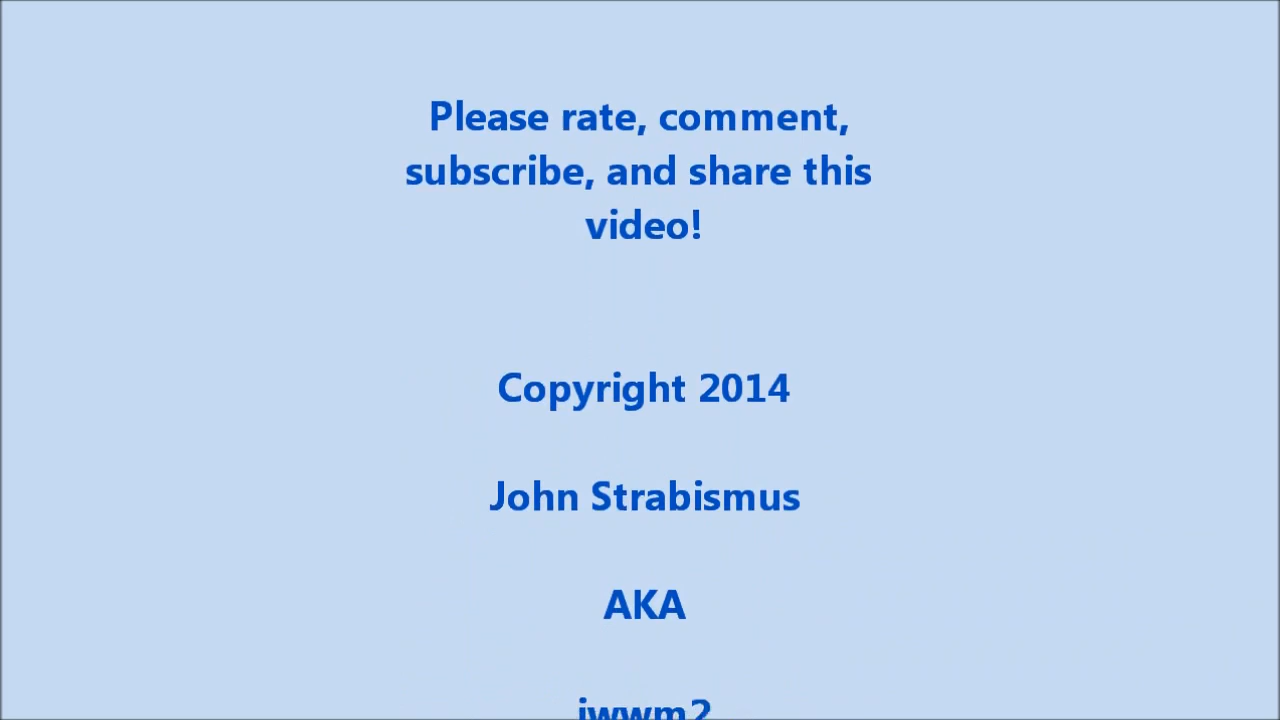 Please rate, comment,
subscribe, and share this
video!
Copyright 2014
John Strabismus
AKA